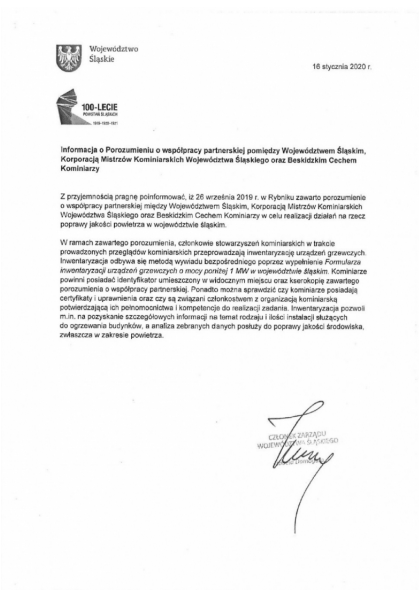 Województwo
Śląskie
16 stycznia 2020 r.
100-LECIE
POWSTAŃ ŚLĄSKICH
1919-1920-1921
Informacja o Porozumieniu o współpracy partnerskiej pomiędzy Województwem Śląskim,
Korporacją Mistrzów Kominiarskich Województwa Śląskiego oraz Beskidzkim Cechem
Kominiarzy
Z przyjemnością pragnę poinformować, iż 26 września 2019 r. w Rybniku zawarto porozumienie
o współpracy partnerskiej między Województwem Śląskim, Korporacją Mistrzów Kominiarskich
Województwa Śląskiego oraz Beskidzkim Cechem Kominiarzy w celu realizacji działań na rzecz
poprawy jakości powietrza w województwie śląskim.
W ramach zawartego porozumienia, członkowie stowarzyszeń kominiarskich w trakcie
prowadzonych przeglądów kominiarskich przeprowadzają inwentaryzację urządzeń grzewczych.
Inwentaryzacja odbywa się metodą wywiadu bezpośredniego poprzez wypełnienie Formularza
inwentaryzacji urządzeń grzewczych o mocy poniżej 1 MW w województwie śląskim. Kominiarze
powinni posiadać identyfikator umieszczony w widocznym miejscu oraz kserokopię zawartego
porozumienia o współpracy partnerskiej. Ponadto można sprawdzić czy kominiarze posiadają
certyfikaty i uprawnienia oraz czy są związani członkostwem z organizacją kominiarską
potwierdzającą ich pełnomocnictwa i kompetencje do realizacji zadania. Inwentaryzacja pozwoli
m.in. na pozyskanie szczegółowych informacji na temat rodzaju i ilości instalacji służących
do ogrzewania budynków, a analiza zebranych danych posłuży do poprawy jakości środowiska,
zwłaszcza w zakresie powietrza.
CZŁONEK ZARZĄDU
WOJEWÓDZTWA ŚLĄSKIEGO